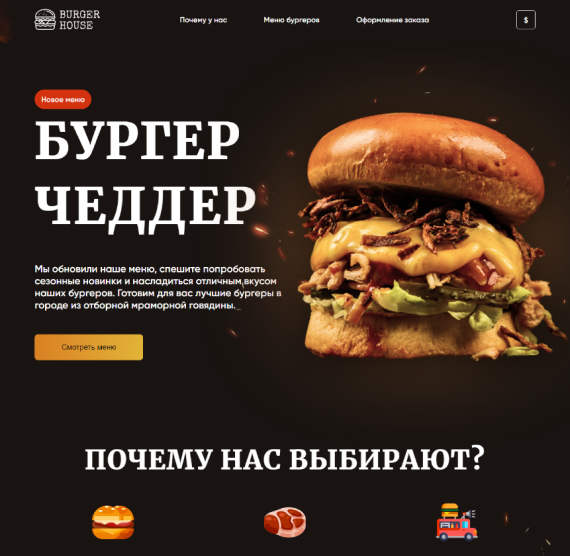 BURGER
HOUSE
Почему у нас
Меню бургеров
Оформление заказа
$
Новое меню
БУРГЕР
ЧЕДДЕР
Мы обновили наше меню, спешите попробовать
сезонные новинки и насладиться отличным вкусом
наших бургеров. Готовим для вас лучшие бургеры в
городе из отборной мраморной говядины.
Смотреть меню
ПОЧЕМУ НАС ВЫБИРАЮТ?